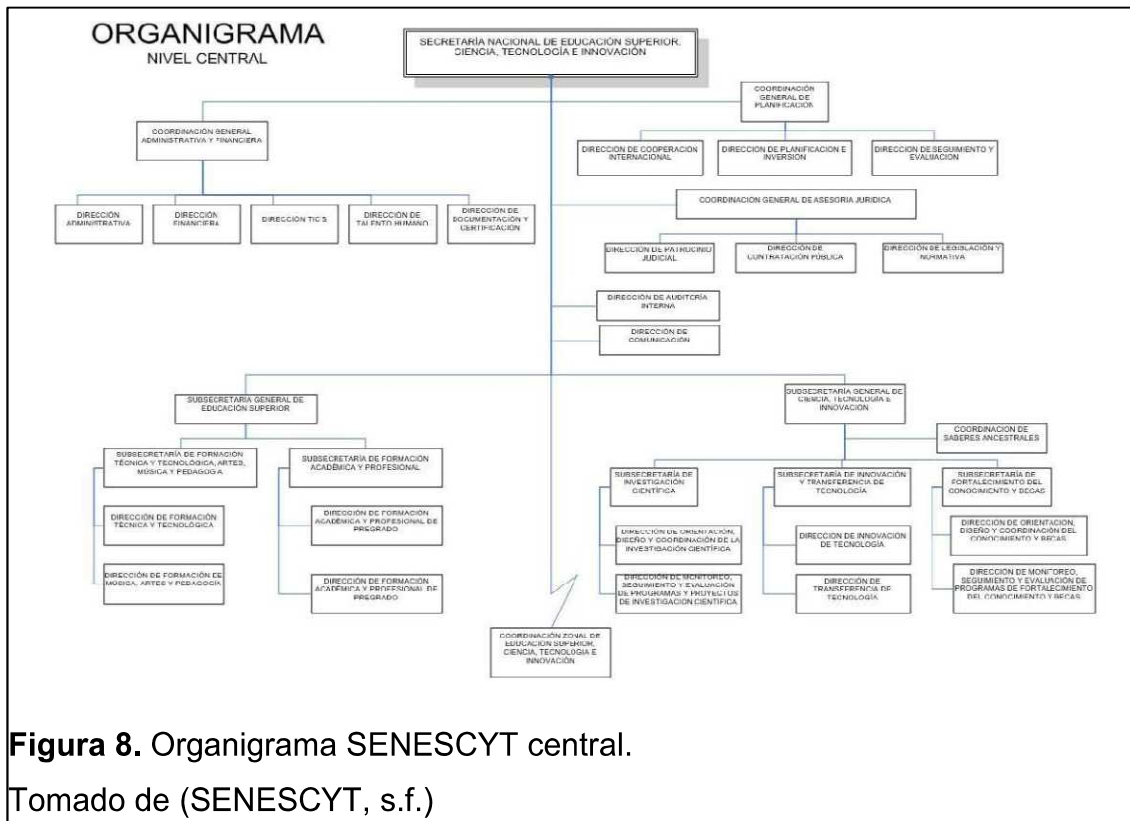 ORGANIGRAMA
NIVEL CENTRAL
SECRETARÍA NACIONAL DE EDUCACIÓN SUPERIOR,
CIENCIA, TECNOLOGÍA E INNOVACIÓN
COORDINACIÓN
GENERAL DE
PLANIFICACIÓN
COORDINACIÓN GENERAL
ADMINISTRATIVA Y FINANCIERA
DIRECCION DE COOPERACION
INTERNACIONAL
DIRECCION DE PLANIFICACION E
INVERSION
DIRECCION DE SEGUIMIENTO Y
EVALUACION
COORDINACION GENERAL DE ASESORIA JURIDICA
DIRECCIÓN
ADMINISTRATIVA
DIRECCIÓN
FINANCIERA
DIRECCIÓN TIC'S
DIRECCIÓN DE
TALENTO HUMANO
DIRECCIÓN DE
DOCUMENTACIÓN Y
CERTIFICACIÓN
DIRECCIÓN DE PATROCINIO
JUDICIAL
DIRECCIÓN DE
CONTRATACIÓN PÚBLICA
DIRECCIÓN DE LEGISLACIÓN Y
NORMATIVA
DIRECCIÓN DE AUDITORÍA
INTERNA
DIRECCIÓN DE
COMUNICACIÓN
SUBSECRETARÍA GENERAL DE
EDUCACIÓN SUPERIOR
SUBSECRETARÍA GENERAL DE
CIENCIA, TECNOLOGÍA E
INNOVACIÓN
COORDINACION DE
SABERES ANCESTRALES
SUBSECRETARÍA DE FORMACIÓN
TÉCNICA Y TECNOLÓGICA, ARTES,
MÚSICA Y PEDAGOGÍA
SUBSECRETARÍA DE FORMACIÓN
ACADÉMICA Y PROFESIONAL
SUBSECRETARÍA DE
INVESTIGACIÓN
CIENTÍFICA
SUBSECRETARÍA DE INNOVACIÓN
Y TRANSFERENCIA DE
TECNOLOGÍA
SUBSECRETARÍA DE
FORTALECIMIENTO DEL
CONOCIMIENTO Y BECAS
DIRECCIÓN DE FORMACIÓN
TÉCNICA Y TECNOLÓGICA
DIRECCIÓN DE FORMACIÓN
ACADÉMICA Y PROFESIONAL DE
PREGRADO
DIRECCIÓN DE ORIENTACIÓN,
DISEÑO Y COORDINACIÓN DE LA
INVESTIGACIÓN CIENTÍFICA
DIRECCION DE INNOVACION
DE TECNOLOGÍA
DIRECCION DE ORIENTACION,
DISEÑO Y COORDINACIÓN DEL
CONOCIMIENTO Y BECAS
DIRECCIÓN DE FORMACIÓN DE
MÚSICA, ARTES Y PEDAGOGÍA
DIRECCIÓN DE FORMACIÓN
ACADÉMICA Y PROFESIONAL DE
PREGRADO
DIRECCIÓN DE MONITOREO,
SEGUIMIENTO Y EVALUACIÓN
DE PROGRAMAS Y PROYECTOS
DE INVESTIGACION CIENTÍFICA
DIRECCIÓN DE
TRANSFERENCIA DE
TECNOLOGÍA
DIRECCIÓN DE MONITOREO,
SEGUIMIENTO Y EVALUACIÓN DE
PROGRAMAS DE FORTALECIMIENTO
DEL CONOCIMIENTO Y BECAS
COORDINACIÓN ZONAL DE
EDUCACIÓN SUPERIOR,
CIENCIA, TECNOLOGIA E
INNOVACIÓN
Figura 8. Organigrama SENESCYT central.
Tomado de (SENESCYT, s.f.)